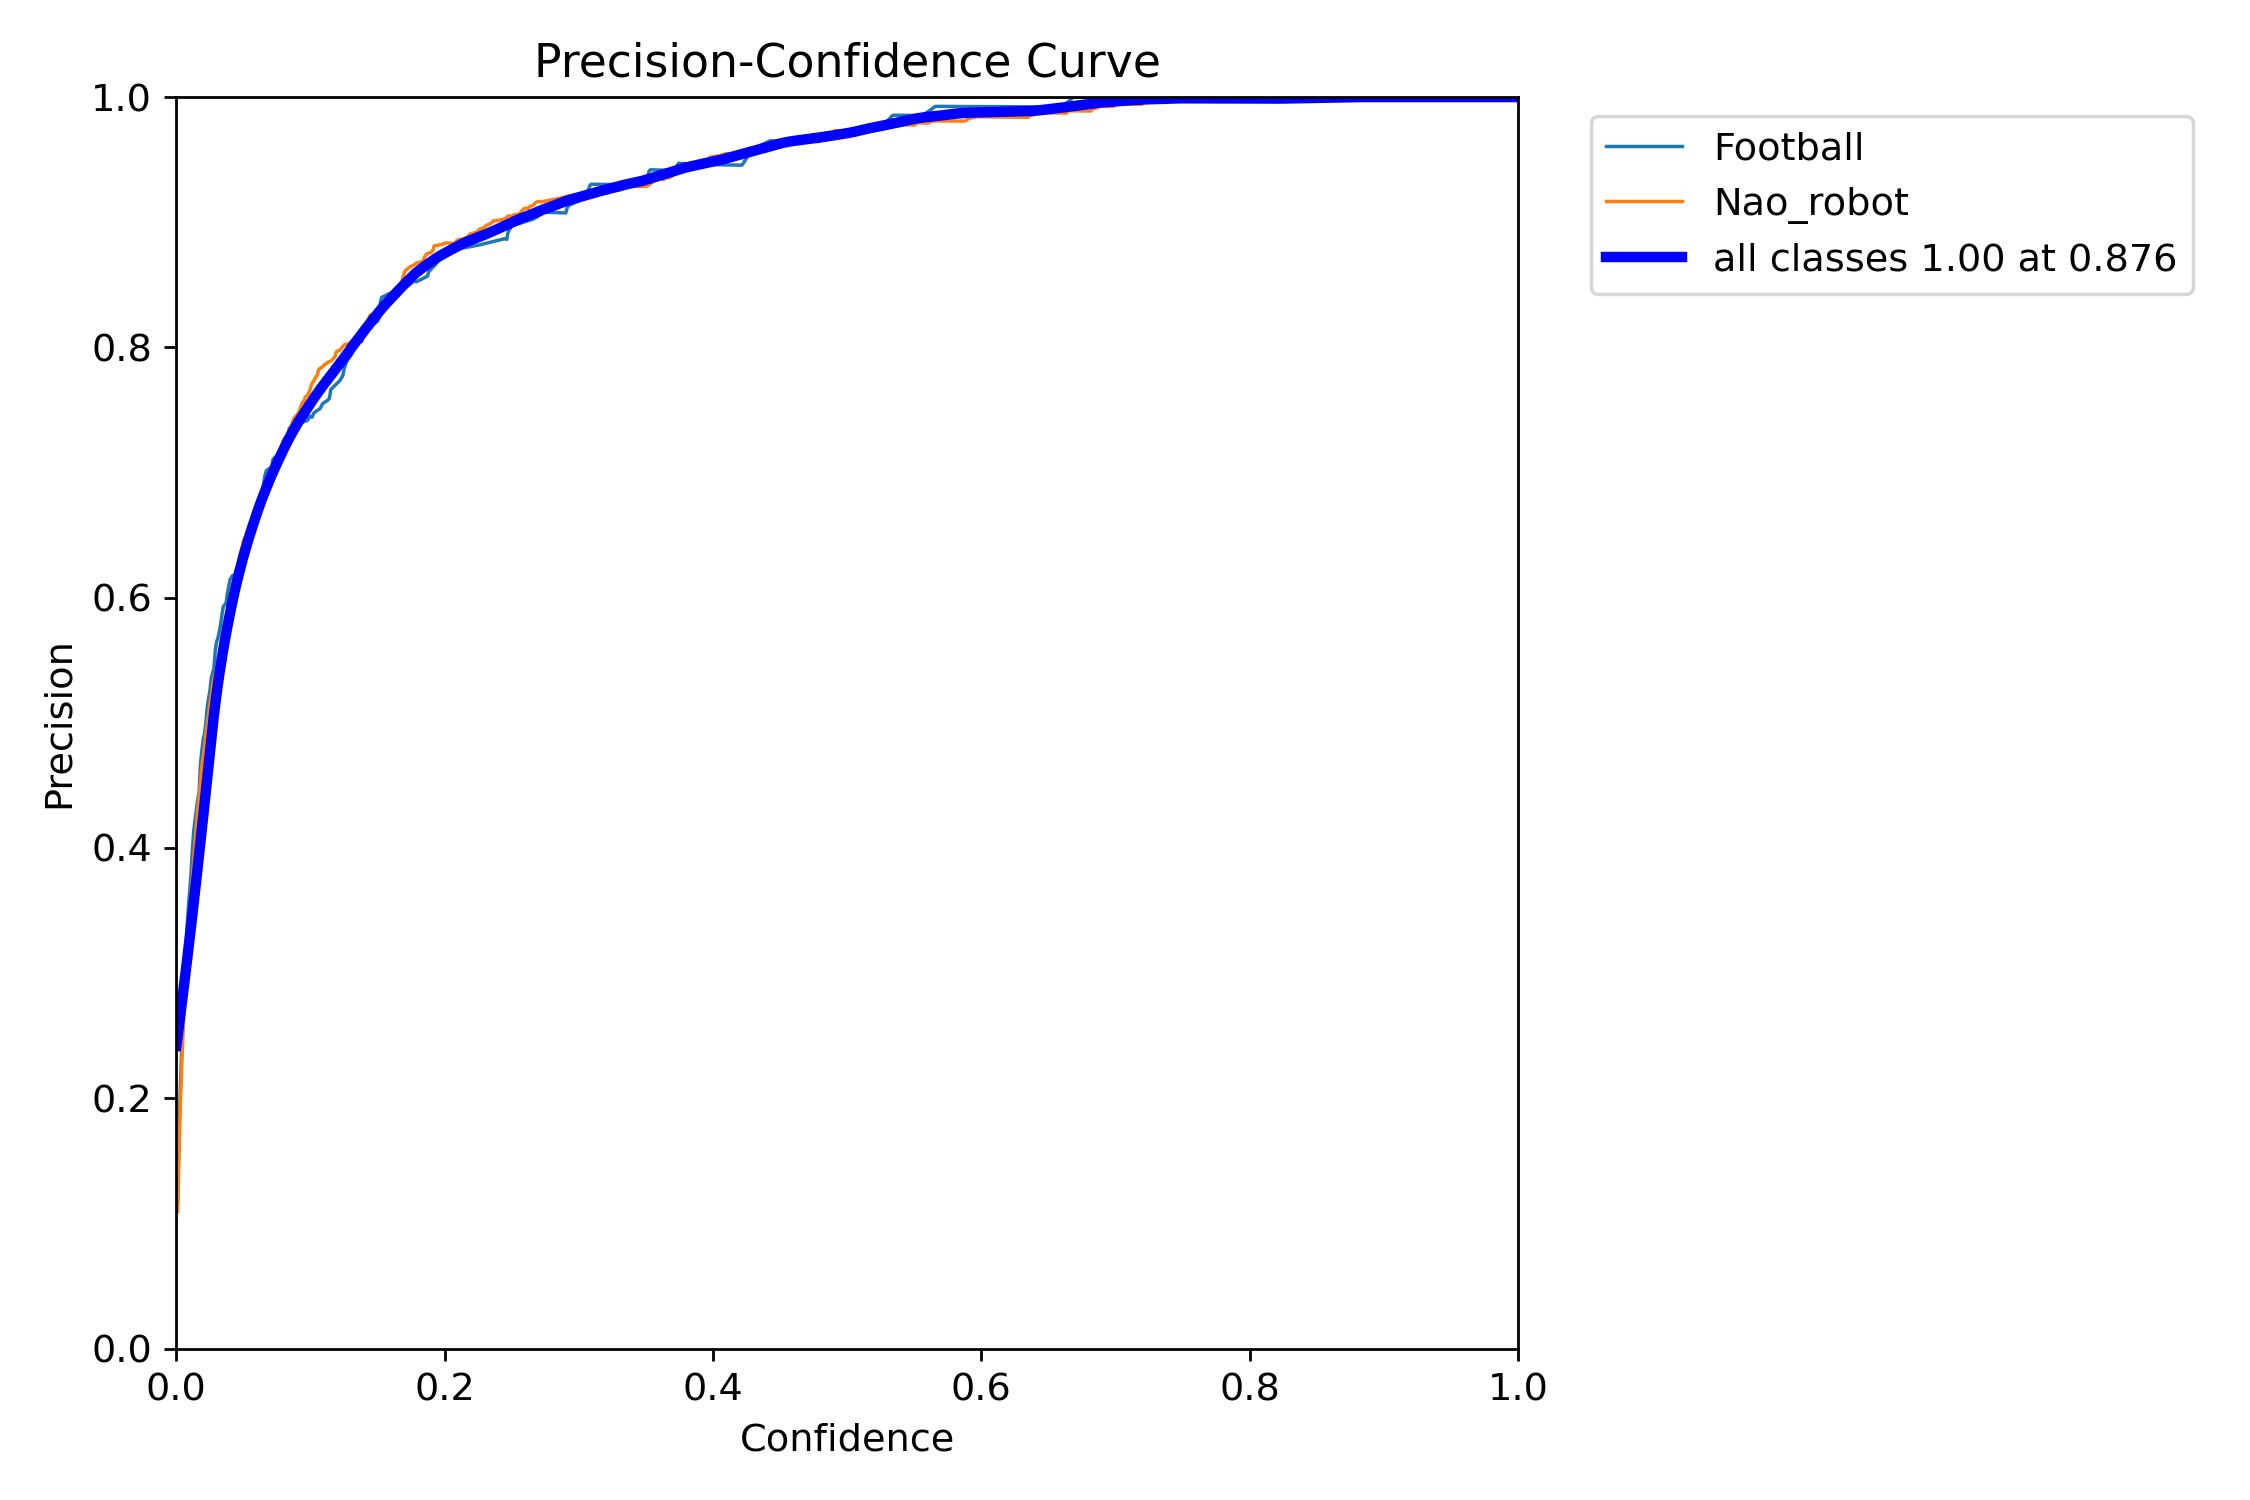 Precision-Confidence Curve
1.0
0.8
0.6
0.4
0.2
0.0
Precision
0.0 0.2 0.4 0.6 0.8 1.0
Confidence
Football
Nao_robot
all classes 1.00 at 0.876